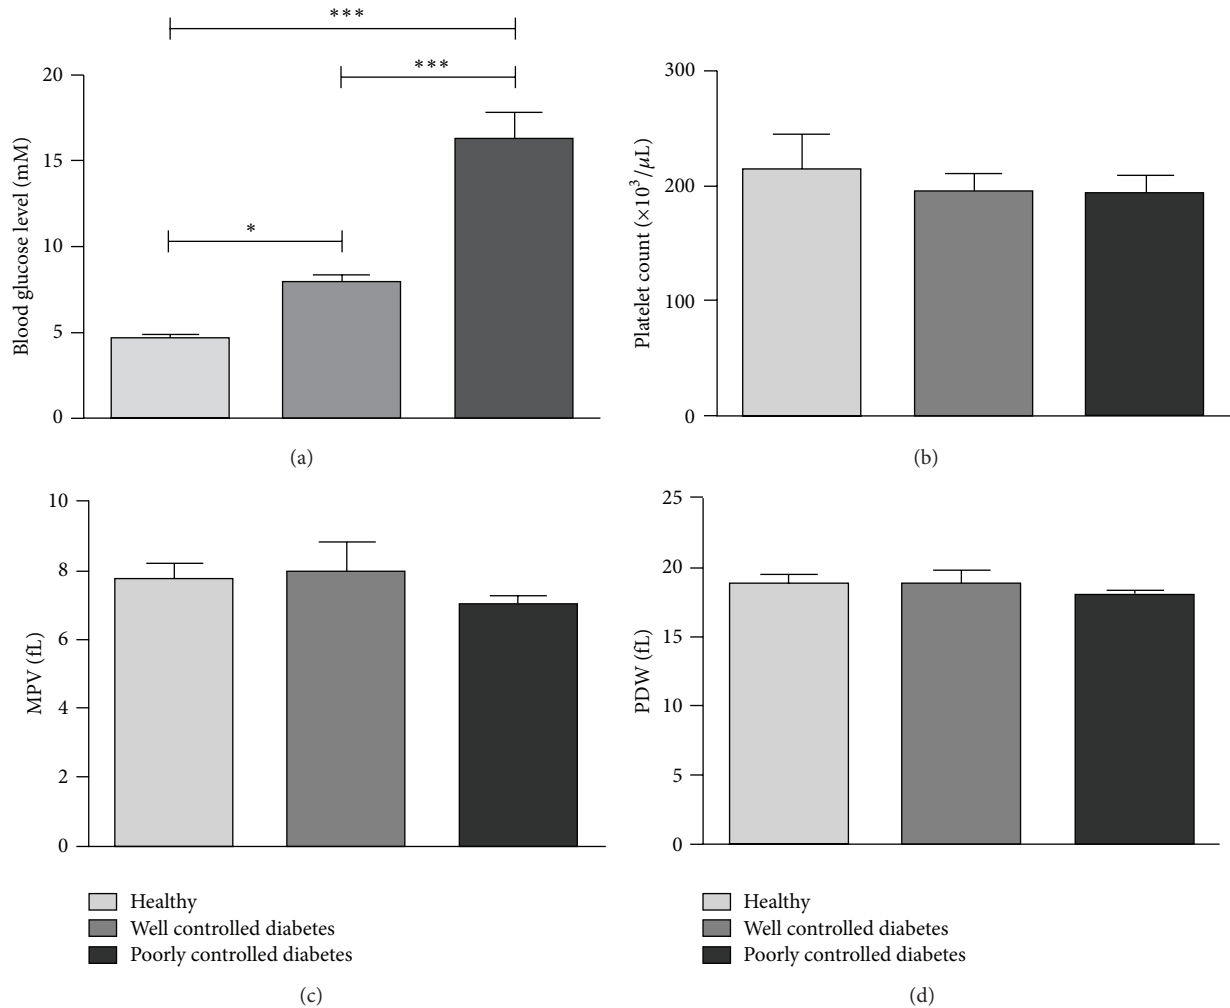 ***
***
*
Blood glucose level (mM)
20
15
10
5
0
(a)
Platelet count (×10³/μL)
300
200
100
0
(b)
MPV (fL)
10
8
6
4
2
0
Healthy
Well controlled diabetes
Poorly controlled diabetes
(c)
PDW (fL)
25
20
15
10
5
0
Healthy
Well controlled diabetes
Poorly controlled diabetes
(d)